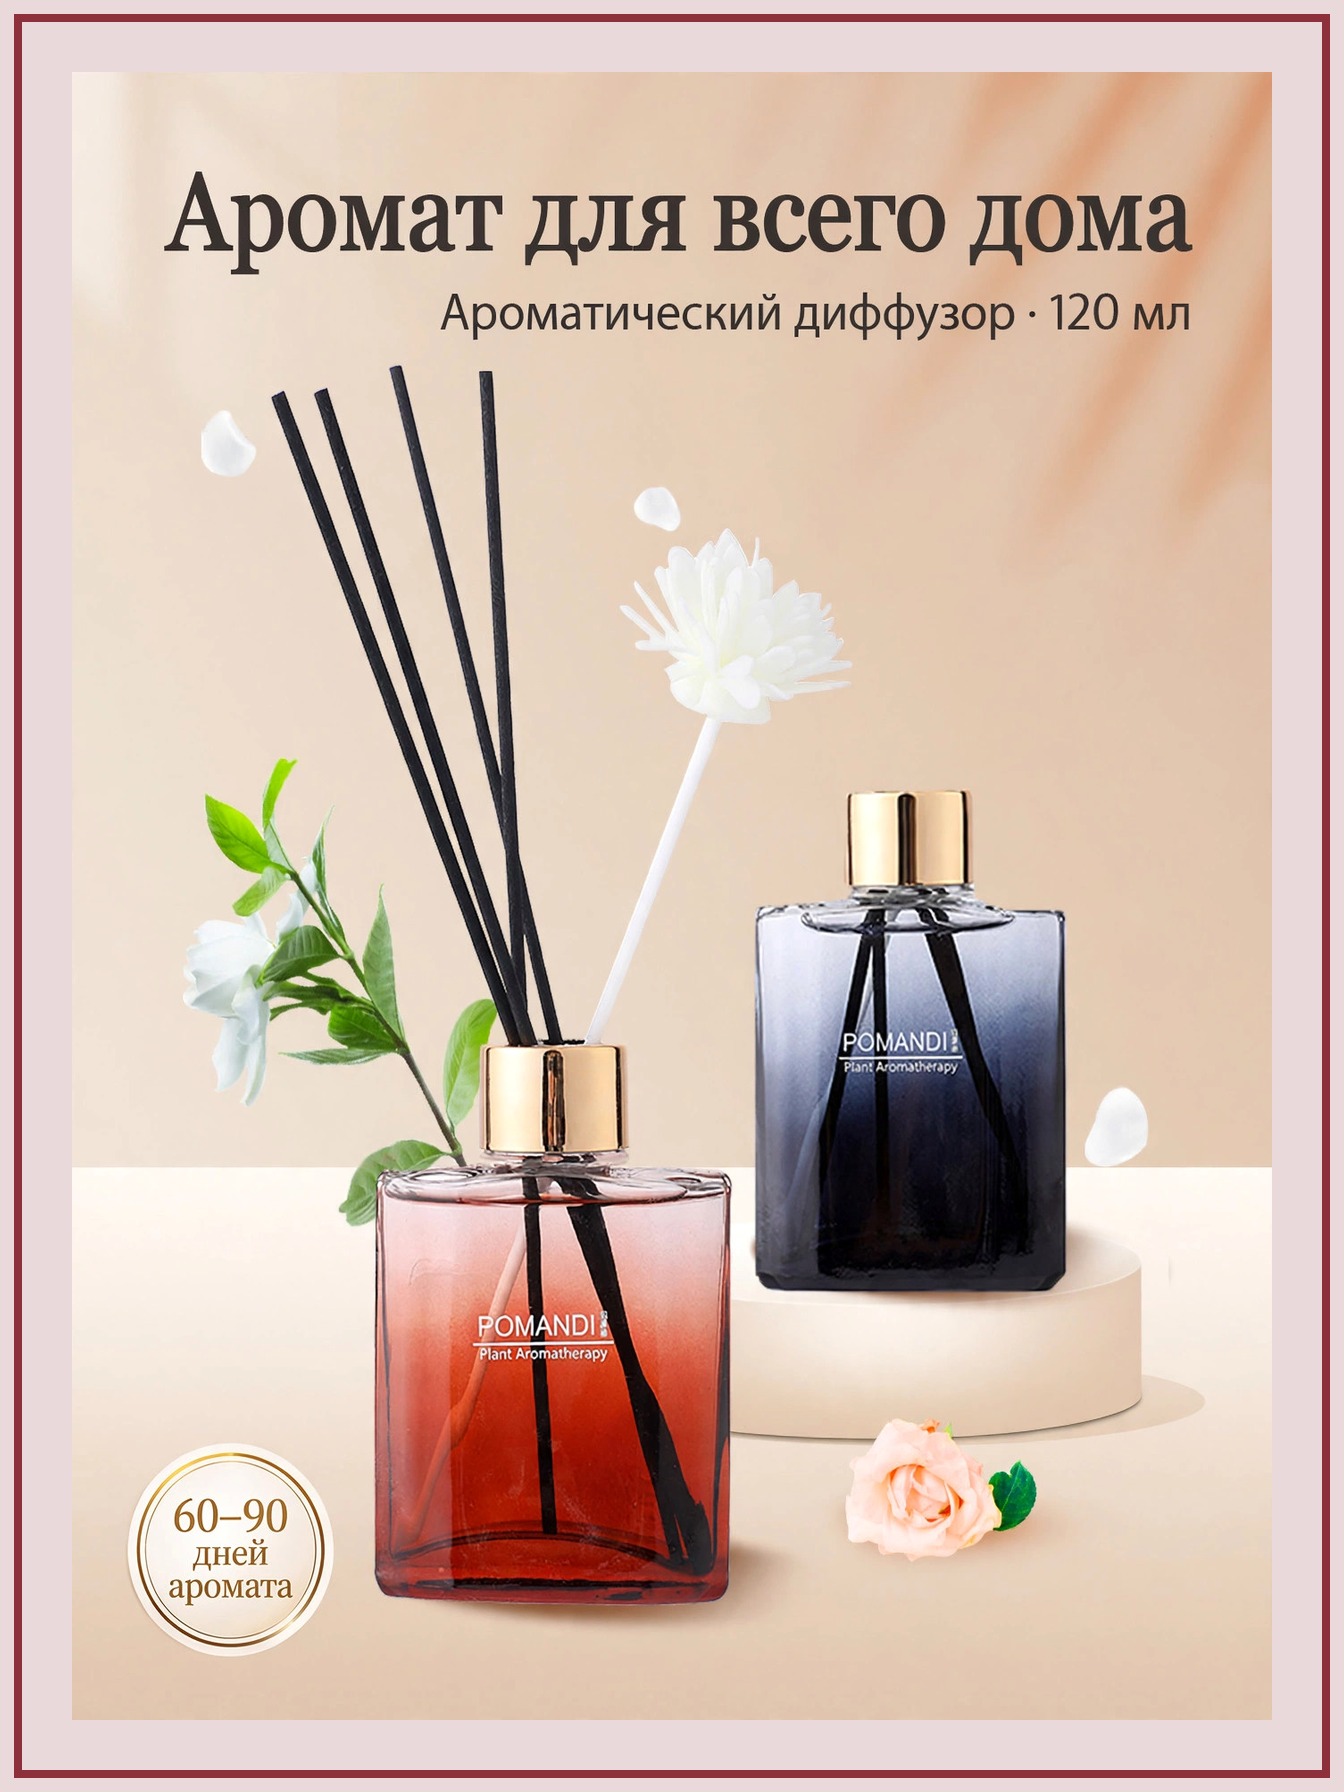 Аромат для всего дома
Ароматический диффузор · 120 мл
POMANDI
Plant Aromatherapy
POMANDI
Plant Aromatherapy
60–90
дней
аромата